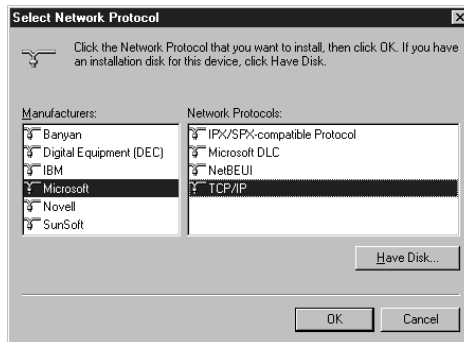 Select Network Protocol
Click the Network Protocol that you want to install, then click OK. If you have
an installation disk for this device, click Have Disk.
Manufacturers:
Banyan
Digital Equipment (DEC)
IBM
Microsoft
Novell
SunSoft
Network Protocols:
IPX/SPX-compatible Protocol
Microsoft DLC
NetBEUI
TCP/IP
Have Disk...
OK
Cancel